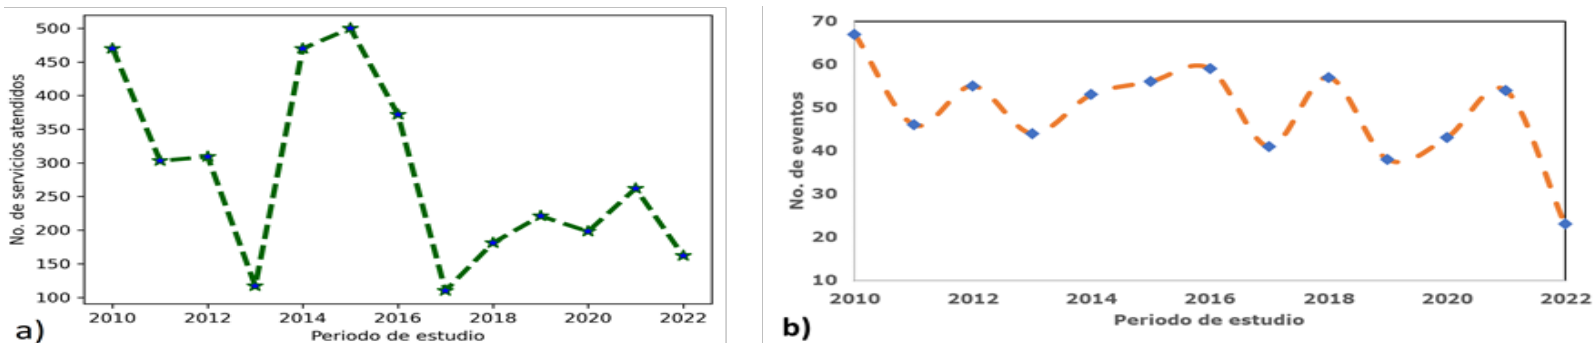 No. de servicios atendidos
500
450
400
350
300
250
200
150
100
2010 2012 2014 2016 2018 2020 2022
Periodo de estudio
a)
No. de eventos
70
60
50
40
30
20
10
2010 2012 2014 2016 2018 2020 2022
Periodo de estudio
b)